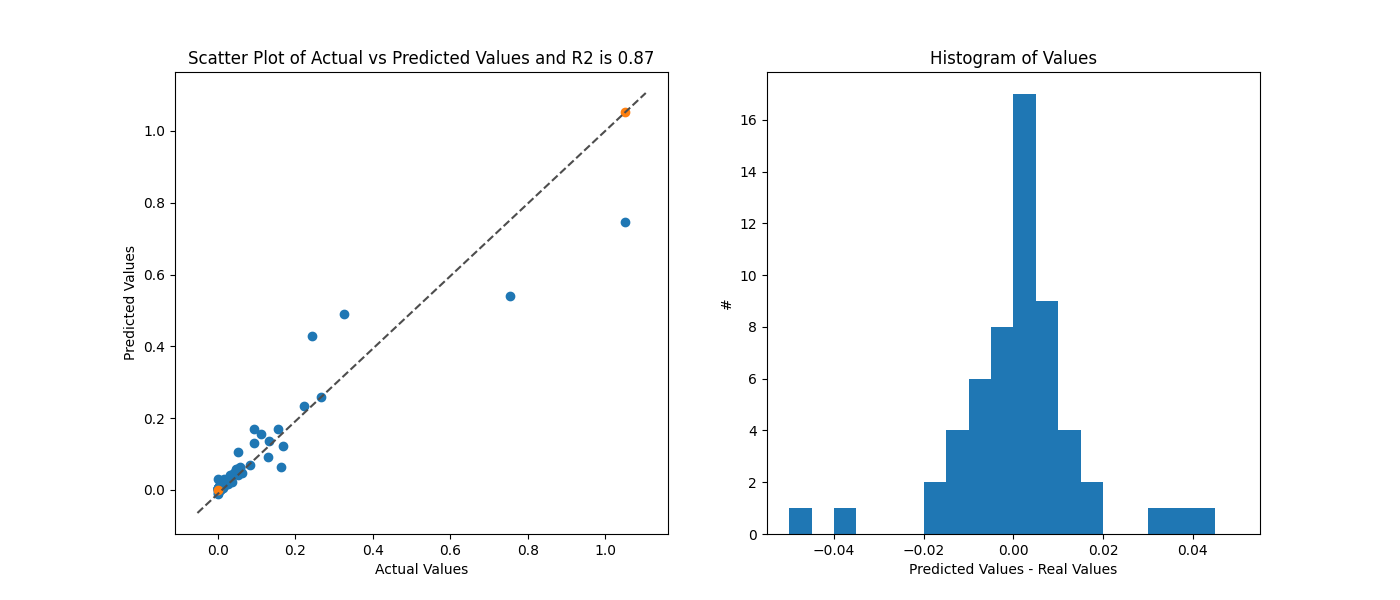 Scatter Plot of Actual vs Predicted Values and R2 is 0.87
Predicted Values
1.0
0.8
0.6
0.4
0.2
0.0
0.0 0.2 0.4 0.6 0.8 1.0
Actual Values
Histogram of Values
#
16
14
12
10
8
6
4
2
0
−0.04 −0.02 0.00 0.02 0.04
Predicted Values - Real Values